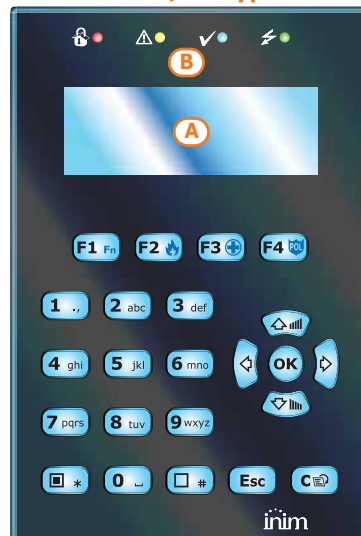 B
A
F1 Fn F2 F3 F4 POL
1 ., 2 abc 3 def
4 ghi 5 jkl 6 mno OK
7 pqrs 8 tuv 9 wxyz
* 0 # Esc C
inim